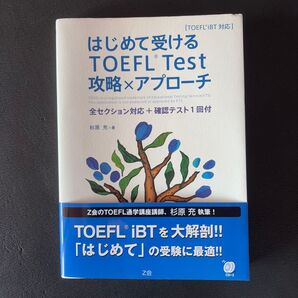 [TOEFL® iBT 対応]
はじめて受ける
TOEFL® Test
攻略×アプローチ
全セクション対応+確認テスト1回付
杉原 充・著
Z会のTOEFL通学講座講師、杉原 充 執筆!
TOEFL® iBTを大解剖!!
「はじめて」の受験に最適!!
Z会